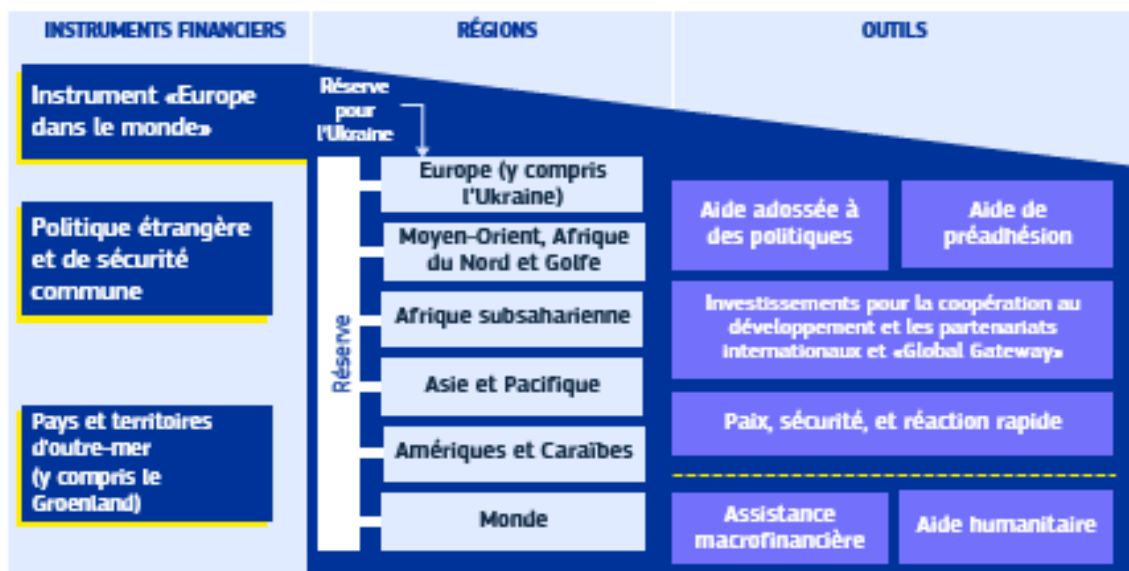 INSTRUMENTS FINANCIERS
RÉGIONS
OUTILS
Instrument «Europe
dans le monde»
Politique étrangère
et de sécurité
commune
Pays et territoires
d'outre-mer
(y compris le
Groenland)
Réserve
pour
l'Ukraine
Réserve
Europe (y compris
l'Ukraine)
Moyen-Orient, Afrique
du Nord et Golfe
Afrique subsaharienne
Asie et Pacifique
Amériques et Caraïbes
Monde
Aide adossée à
des politiques
Aide de
préadhésion
Investissements pour la coopération au
développement et les partenariats
internationaux et «Global Gateway»
Paix, sécurité, et réaction rapide
Assistance
macrofinancière
Aide humanitaire